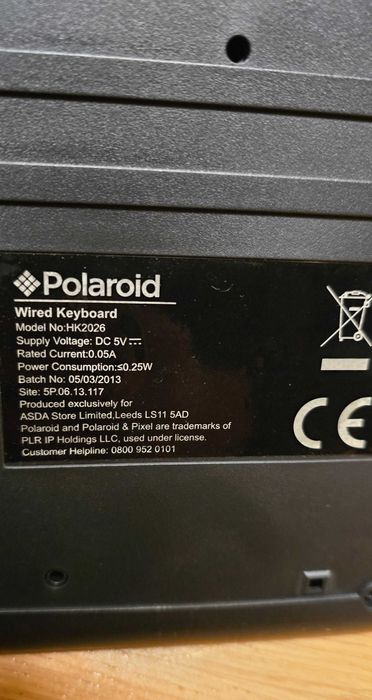 Polaroid
Wired Keyboard
Model No:HK2026
Supply Voltage: DC 5V⎓
Rated Current:0.05A
Power Consumption:≤0.25W
Batch No: 05/03/2013
Site: 5P.06.13.117
Produced exclusively for
ASDA Store Limited,Leeds LS11 5AD
Polaroid and Polaroid & Pixel are trademarks of
PLR IP Holdings LLC, used under license.
Customer Helpline: 0800 952 0101
CE